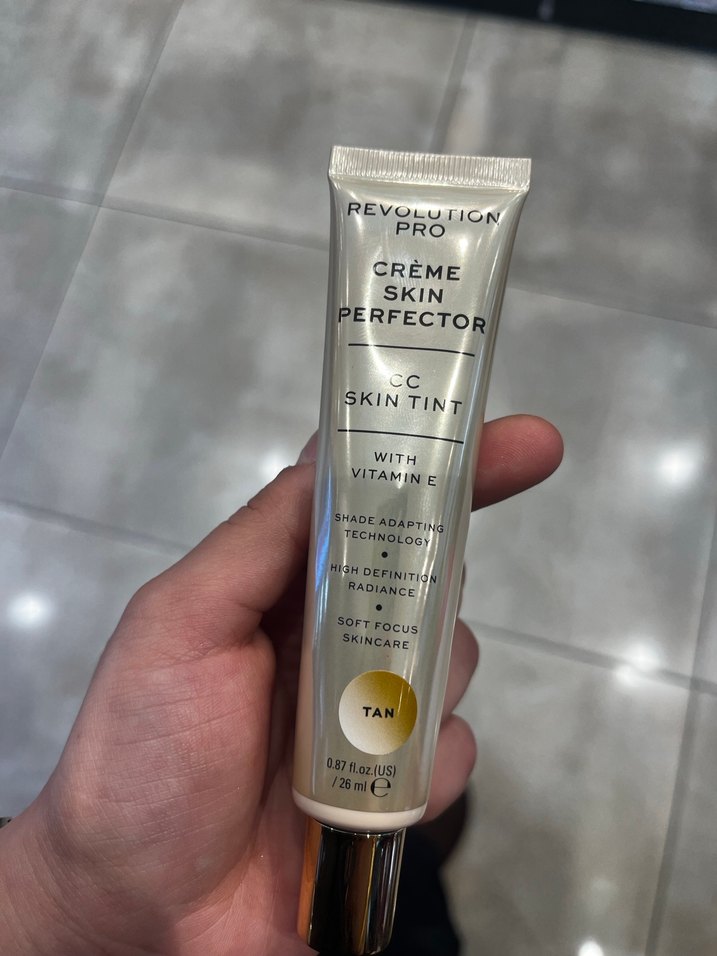 REVOLUTION
PRO
CRÈME
SKIN
PERFECTOR
CC
SKIN TINT
WITH
VITAMIN E
SHADE ADAPTING
TECHNOLOGY
•
HIGH DEFINITION
RADIANCE
•
SOFT FOCUS
SKINCARE
TAN
0.87 fl.oz.(US)
/ 26 ml ℮